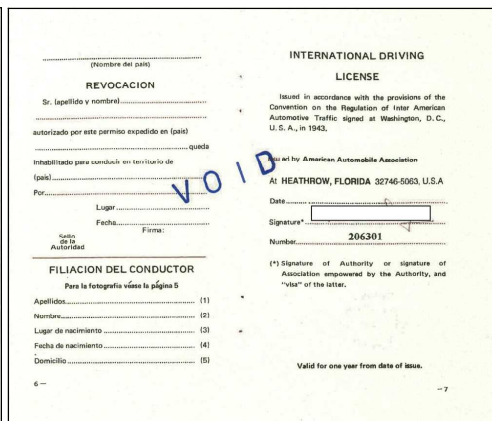 (Nombre del país)
REVOCACION
Sr. (apellido y nombre)
autorizado por este permiso expedido en (país)
queda
inhabilitado para conducir en territorio de
(país)
Por
Lugar
Fecha
Firma:
Sello
de la
Autoridad
FILIACION DEL CONDUCTOR
Para la fotografía véase la página 5
Apellidos (1)
Nombre (2)
Lugar de nacimiento (3)
Fecha de nacimiento (4)
Domicilio (5)
6 —
VOID
INTERNATIONAL DRIVING
LICENSE
Issued in accordance with the provisions of the
Convention on the Regulation of Inter American
Automotive Traffic signed at Washington, D.C.,
U. S. A., in 1943.
Issued by American Automobile Association
At HEATHROW, FLORIDA 32746-5063, U.S.A
Date
Signature*
Number 206301
(*) Signature of Authority or signature of
Association empowered by the Authority, and
"visa" of the latter.
Valid for one year from date of issue.
—7